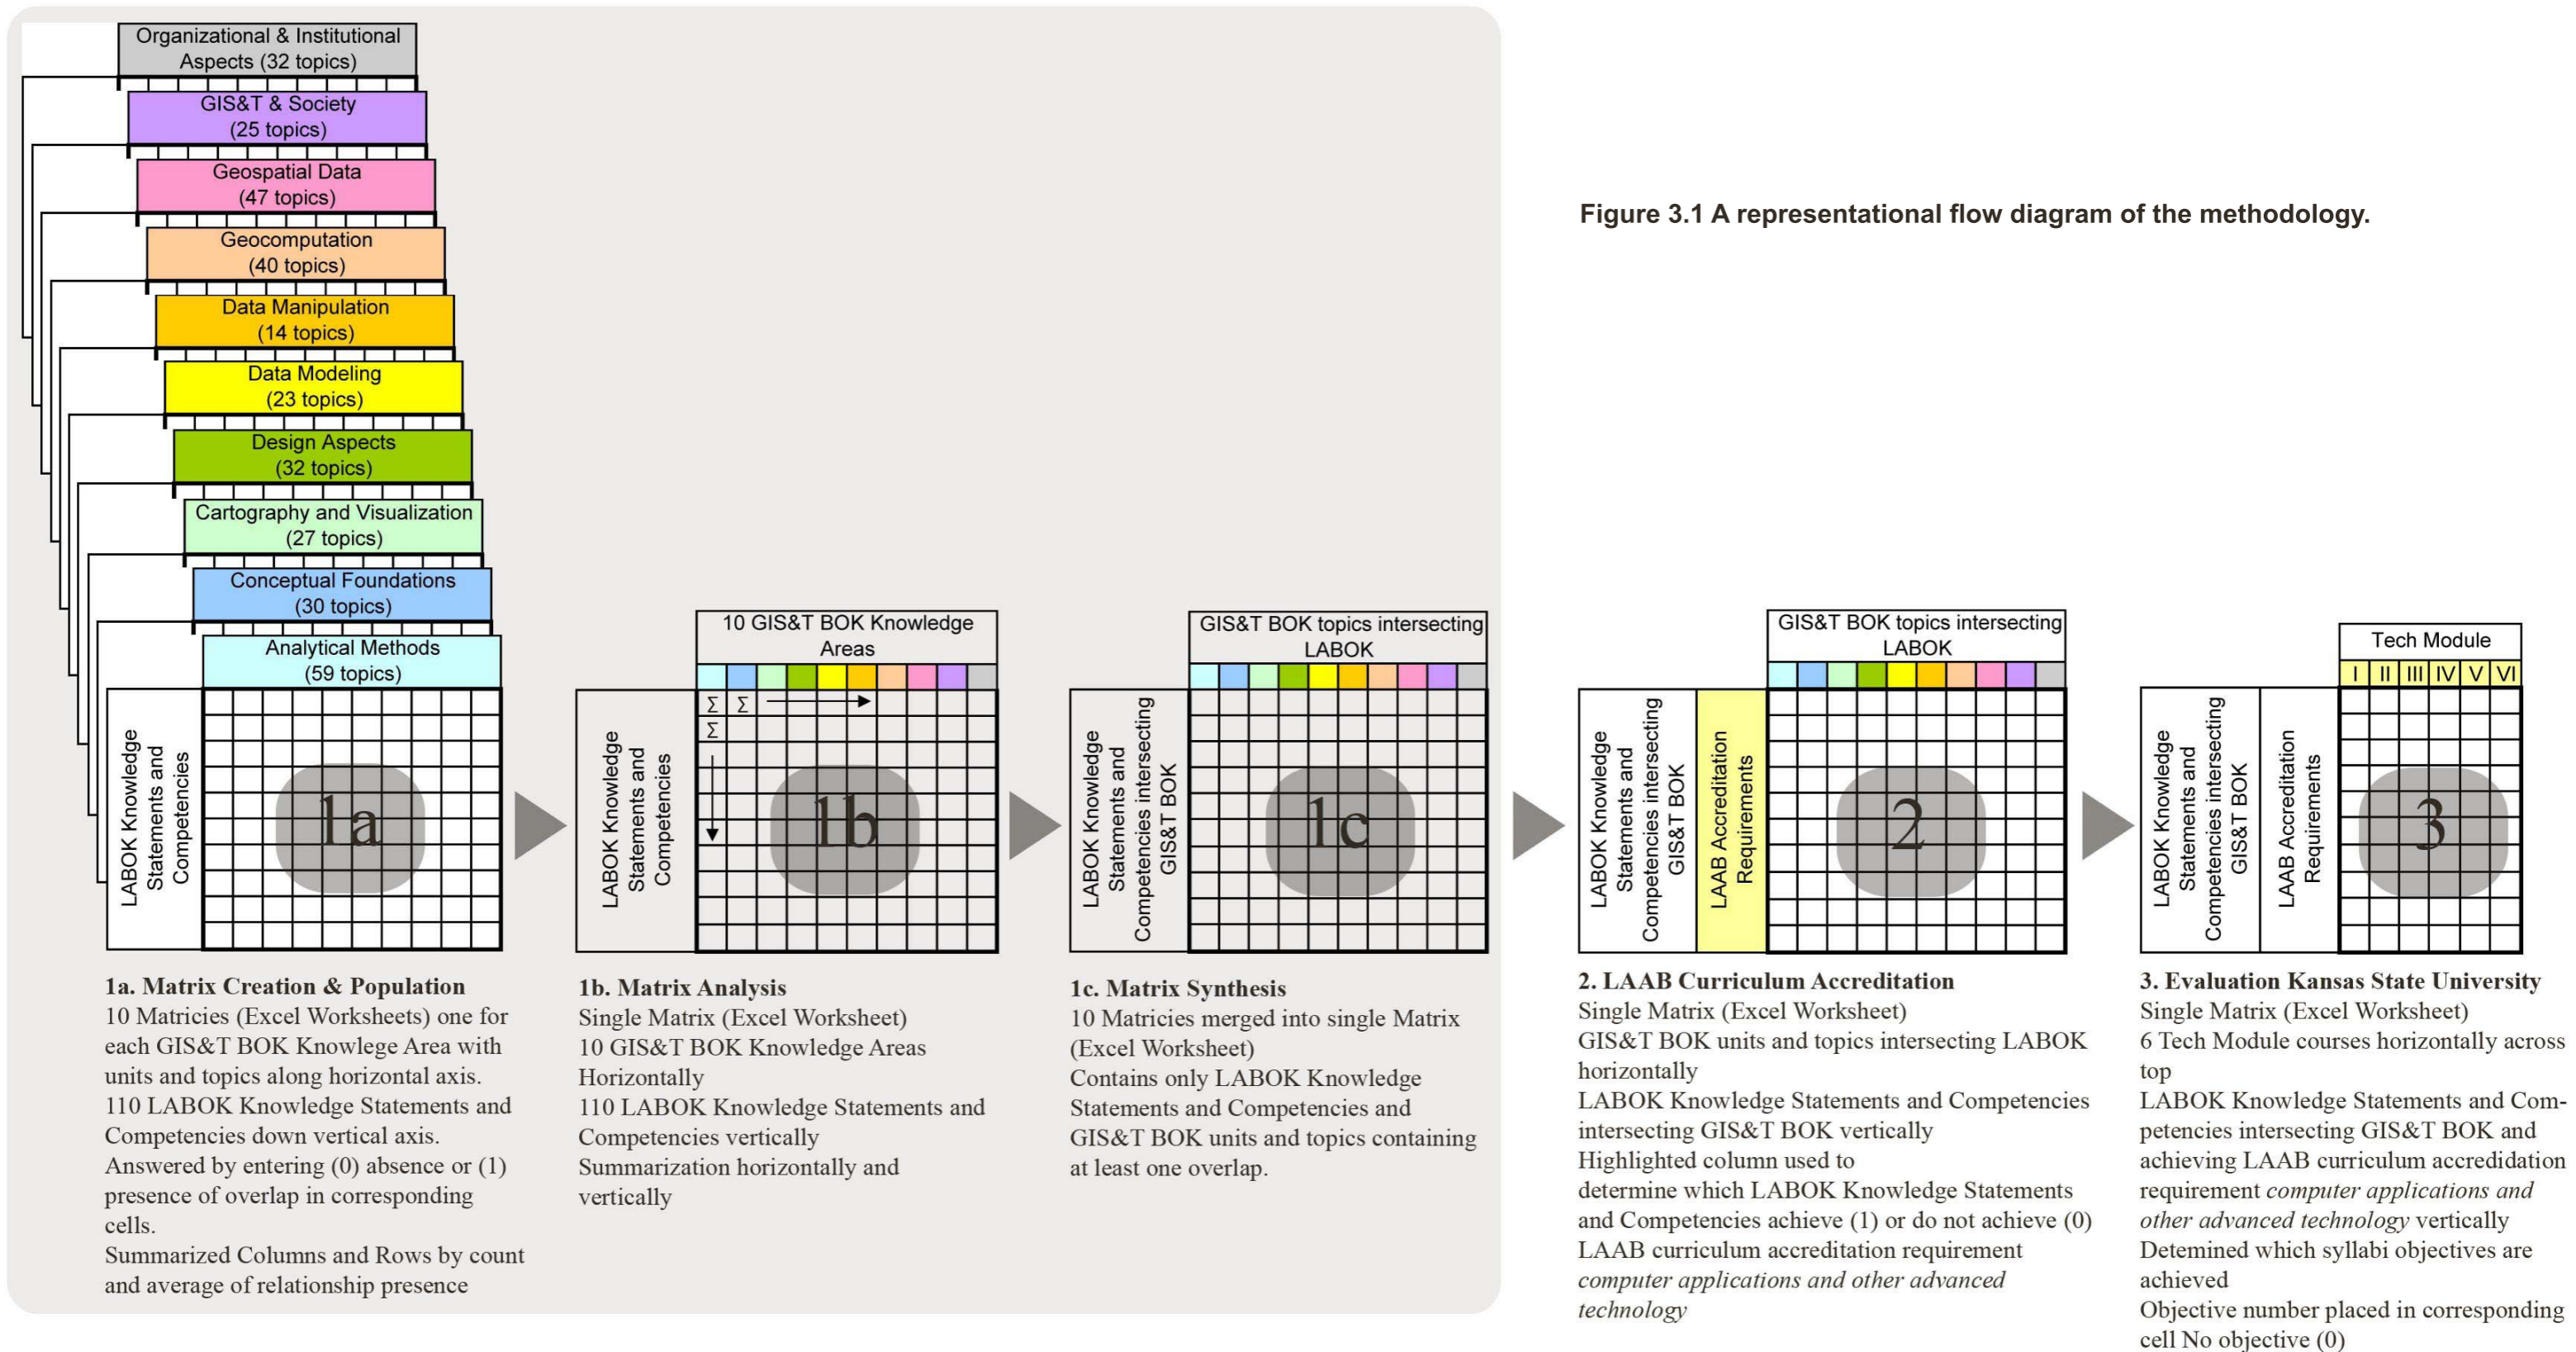 Organizational & Institutional
Aspects (32 topics)
GIS&T & Society
(25 topics)
Geospatial Data
(47 topics)
Geocomputation
(40 topics)
Data Manipulation
(14 topics)
Data Modeling
(23 topics)
Design Aspects
(32 topics)
Cartography and Visualization
(27 topics)
Conceptual Foundations
(30 topics)
Analytical Methods
(59 topics)
LABOK Knowledge
Statements and
Competencies
1a
1a. Matrix Creation & Population
10 Matricies (Excel Worksheets) one for
each GIS&T BOK Knowlege Area with
units and topics along horizontal axis.
110 LABOK Knowledge Statements and
Competencies down vertical axis.
Answered by entering (0) absence or (1)
presence of overlap in corresponding
cells.
Summarized Columns and Rows by count
and average of relationship presence
10 GIS&T BOK Knowledge
Areas
Σ Σ
Σ
LABOK Knowledge
Statements and
Competencies
1b
1b. Matrix Analysis
Single Matrix (Excel Worksheet)
10 GIS&T BOK Knowledge Areas
Horizontally
110 LABOK Knowledge Statements and
Competencies vertically
Summarization horizontally and
vertically
GIS&T BOK topics intersecting
LABOK
LABOK Knowledge
Statements and
Competencies intersecting
GIS&T BOK
1c
1c. Matrix Synthesis
10 Matricies merged into single Matrix
(Excel Worksheet)
Contains only LABOK Knowledge
Statements and Competencies and
GIS&T BOK units and topics containing
at least one overlap.
Figure 3.1 A representational flow diagram of the methodology.
GIS&T BOK topics intersecting
LABOK
LABOK Knowledge
Statements and
Competencies intersecting
GIS&T BOK
LAAB Accreditation
Requirements
2
2. LAAB Curriculum Accreditation
Single Matrix (Excel Worksheet)
GIS&T BOK units and topics intersecting LABOK
horizontally
LABOK Knowledge Statements and Competencies
intersecting GIS&T BOK vertically
Highlighted column used to
determine which LABOK Knowledge Statements
and Competencies achieve (1) or do not achieve (0)
LAAB curriculum accreditation requirement
computer applications and other advanced
technology
Tech Module
I II III IV V VI
LABOK Knowledge
Statements and
Competencies intersecting
GIS&T BOK
LAAB Accreditation
Requirements
3
3. Evaluation Kansas State University
Single Matrix (Excel Worksheet)
6 Tech Module courses horizontally across
top
LABOK Knowledge Statements and Com-
petencies intersecting GIS&T BOK and
achieving LAAB curriculum accredidation
requirement computer applications and
other advanced technology vertically
Detemined which syllabi objectives are
achieved
Objective number placed in corresponding
cell No objective (0)